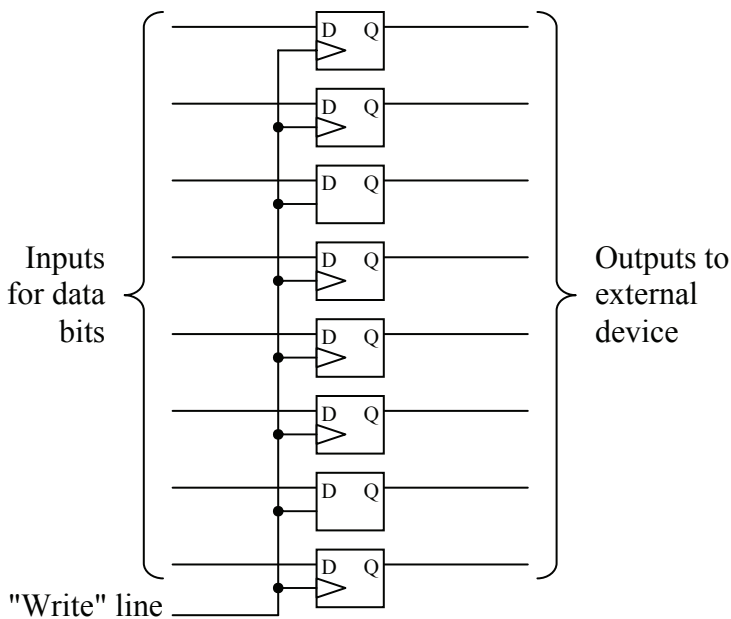 D Q
D Q
D Q
Inputs
for data
bits
D Q
Outputs to
external
device
D Q
D Q
D Q
D Q
"Write" line